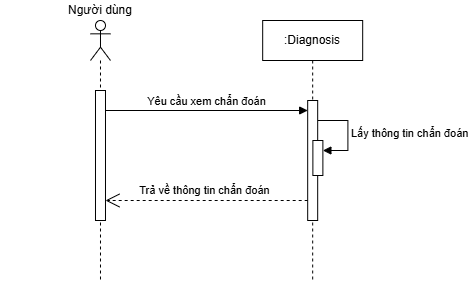 Người dùng
:Diagnosis
Yêu cầu xem chẩn đoán
Lấy thông tin chẩn đoán
Trả về thông tin chẩn đoán